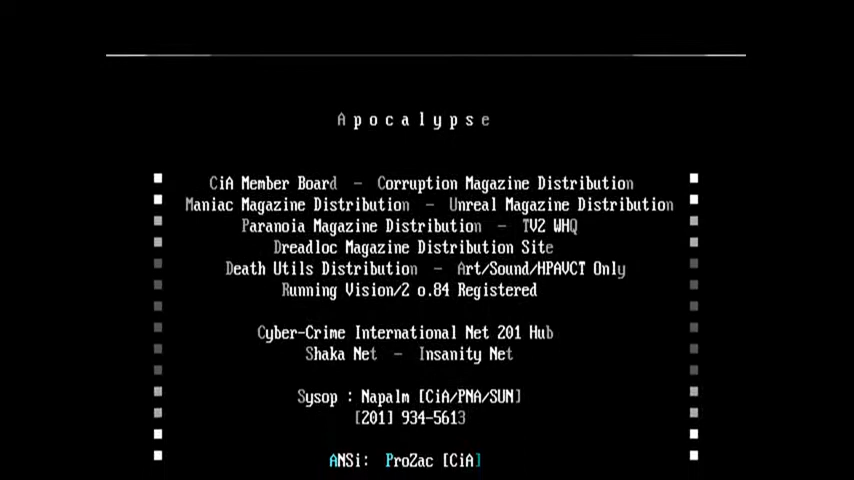 Apocalypse
CiA Member Board - Corruption Magazine Distribution
Maniac Magazine Distribution - Unreal Magazine Distribution
Paranoia Magazine Distribution - TV2 WHQ
Dreadloc Magazine Distribution Site
Death Utils Distribution - Art/Sound/HPAVCT Only
Running Vision/2 o.84 Registered
Cyber-Crime International Net 201 Hub
Shaka Net - Insanity Net
Sysop : Napalm [CiA/PNA/SUN]
[201] 934-5613
ANSi: ProZac [CiA]